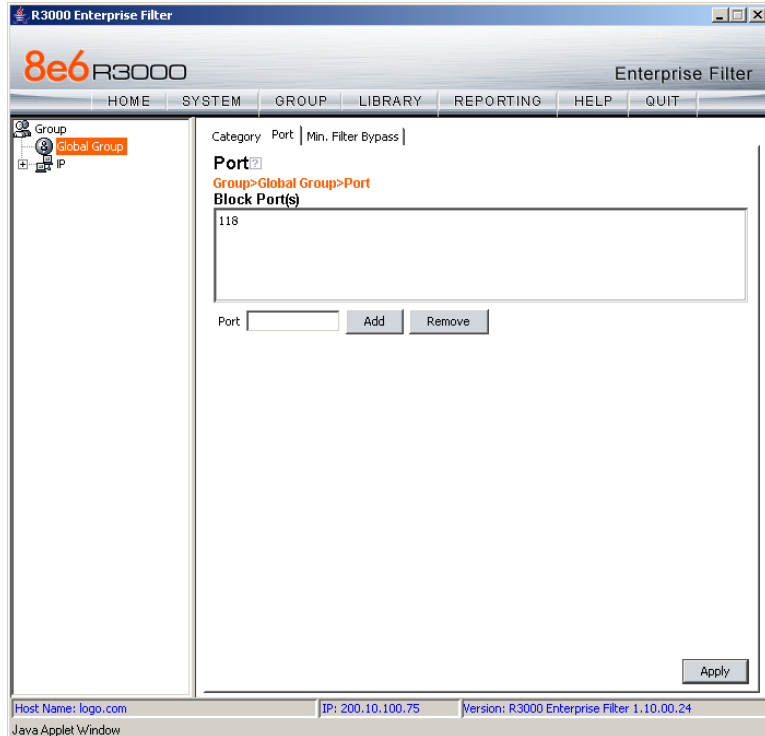 R3000 Enterprise Filter
8e6 R3000
Enterprise Filter
HOME SYSTEM GROUP LIBRARY REPORTING HELP QUIT
Group
Global Group
IP
Category Port Min. Filter Bypass
Port ?
Group>Global Group>Port
Block Port(s)
118
Port Add Remove
Apply
Host Name: logo.com IP: 200.10.100.75 Version: R3000 Enterprise Filter 1.10.00.24
Java Applet Window